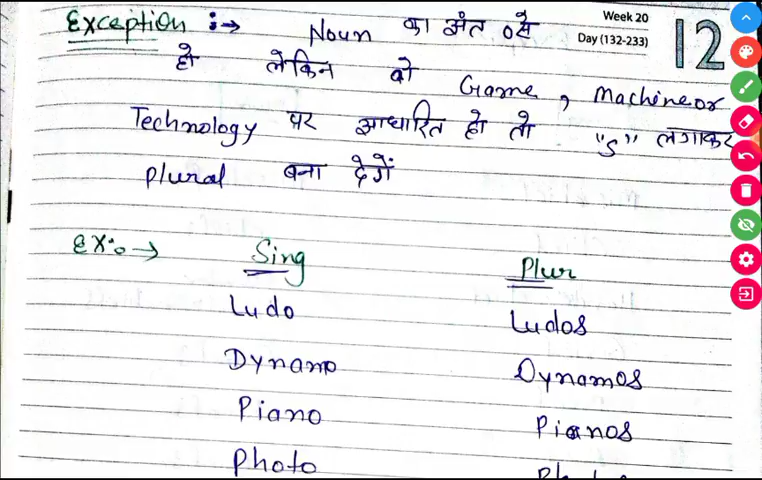 Exception :→ Noun का अंत o से
Week 20
Day (132-233)
12
हो लेकिन वो Game, Machine or
Technology पर आधारित हो तो "s" लगाकर
plural बना देगें
Ex:→ Sing Plur
Ludo Ludos
Dynamo Dynamos
Piano Pianos
Photo